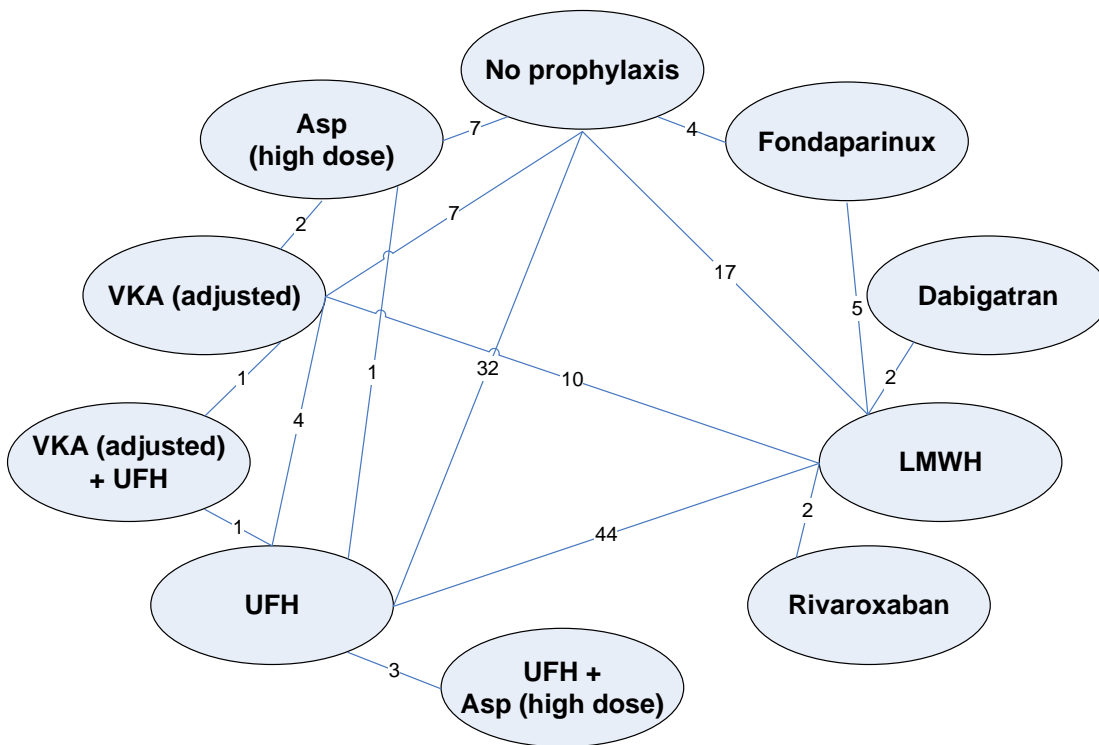 No prophylaxis
Asp
(high dose)
7
4
Fondaparinux
2
7
VKA (adjusted)
17
Dabigatran
5
1
1
32
10
2
4
VKA (adjusted)
+ UFH
LMWH
1
44
2
UFH
Rivaroxaban
3
UFH +
Asp (high dose)